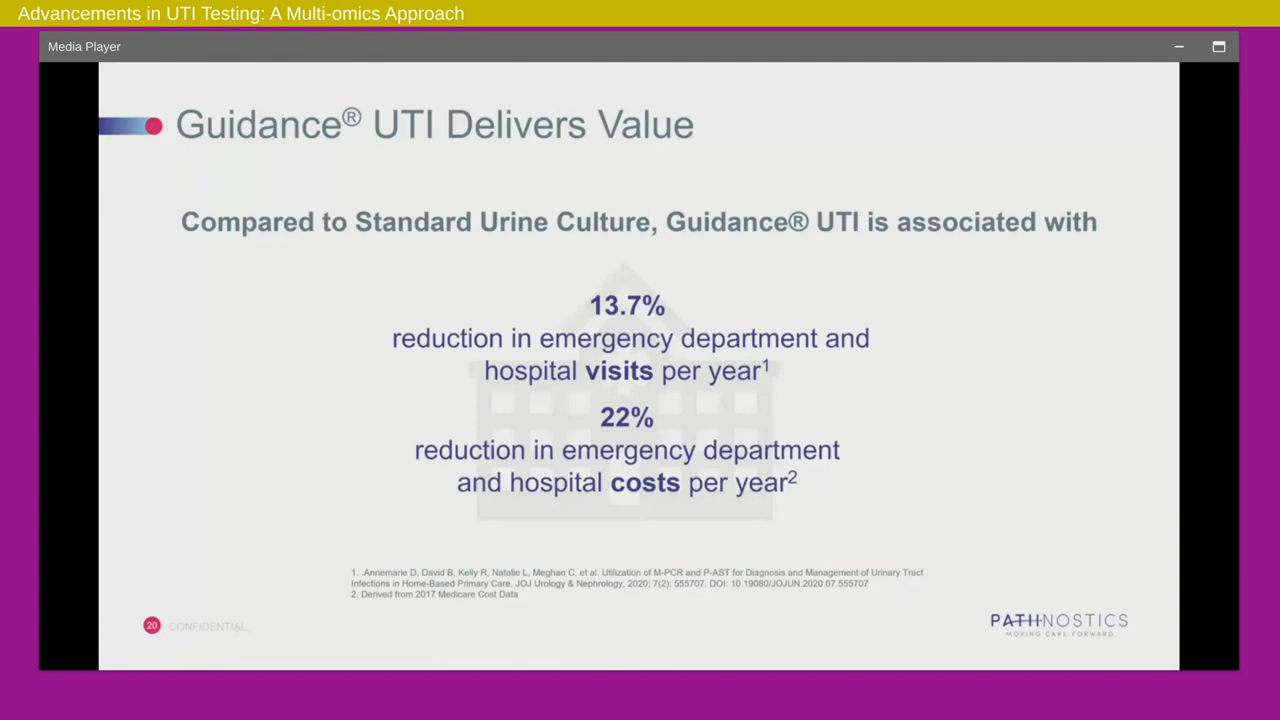 Advancements in UTI Testing: A Multi-omics Approach
Media Player
Guidance® UTI Delivers Value
Compared to Standard Urine Culture, Guidance® UTI is associated with
13.7%
reduction in emergency department and
hospital visits per year1
22%
reduction in emergency department
and hospital costs per year2
1. .Annemarie D, David B, Kelly R, Natalie L, Meghan C, et al. Utilization of M-PCR and P-AST for Diagnosis and Management of Urinary Tract
Infections in Home-Based Primary Care. JOJ Urology & Nephrology, 2020; 7(2): 555707. DOI: 10.19080/JOJUN.2020.07.555707
2. Derived from 2017 Medicare Cost Data
20 CONFIDENTIAL.
PATHNOSTICS
MOVING CARE FORWARD